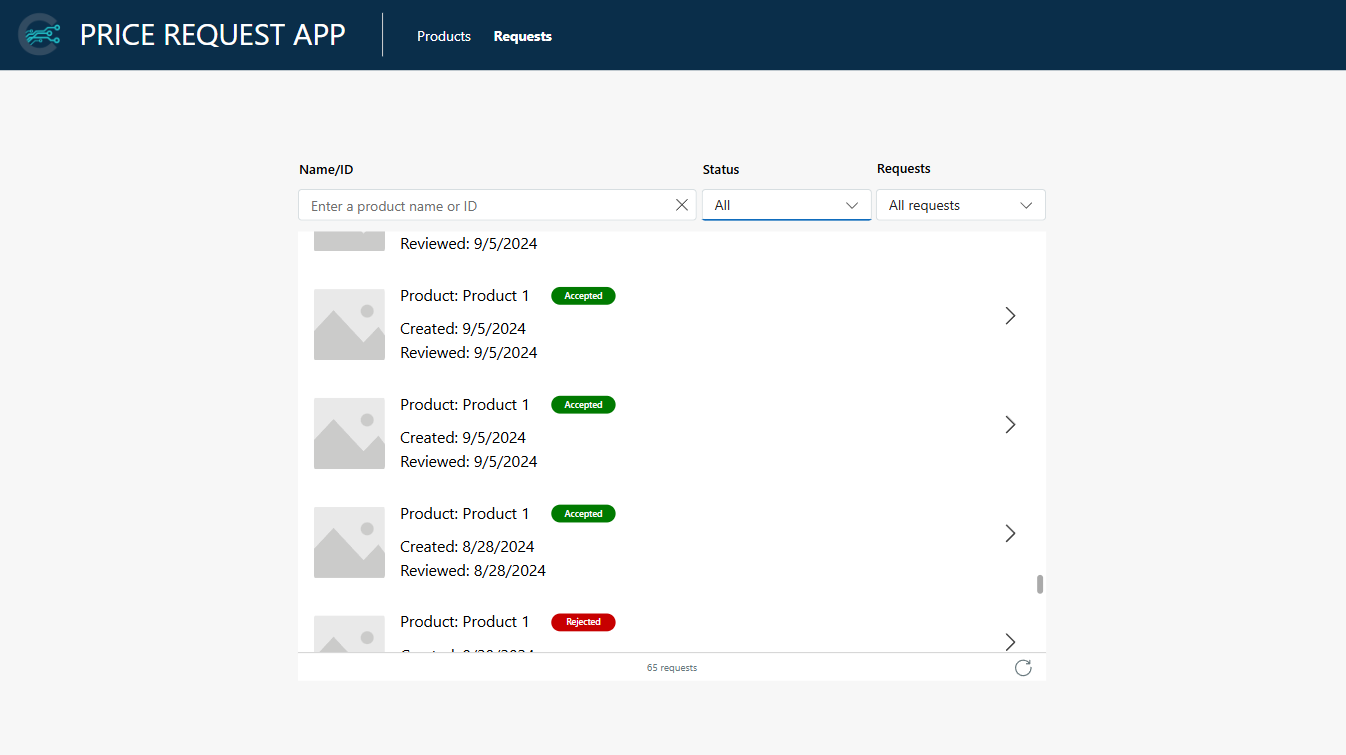 PRICE REQUEST APP
Products
Requests
Name/ID
Status
Requests
Enter a product name or ID
All
All requests
Reviewed: 9/5/2024
Product: Product 1
Accepted
Created: 9/5/2024
Reviewed: 9/5/2024
Product: Product 1
Accepted
Created: 9/5/2024
Reviewed: 9/5/2024
Product: Product 1
Accepted
Created: 8/28/2024
Reviewed: 8/28/2024
Product: Product 1
Rejected
65 requests